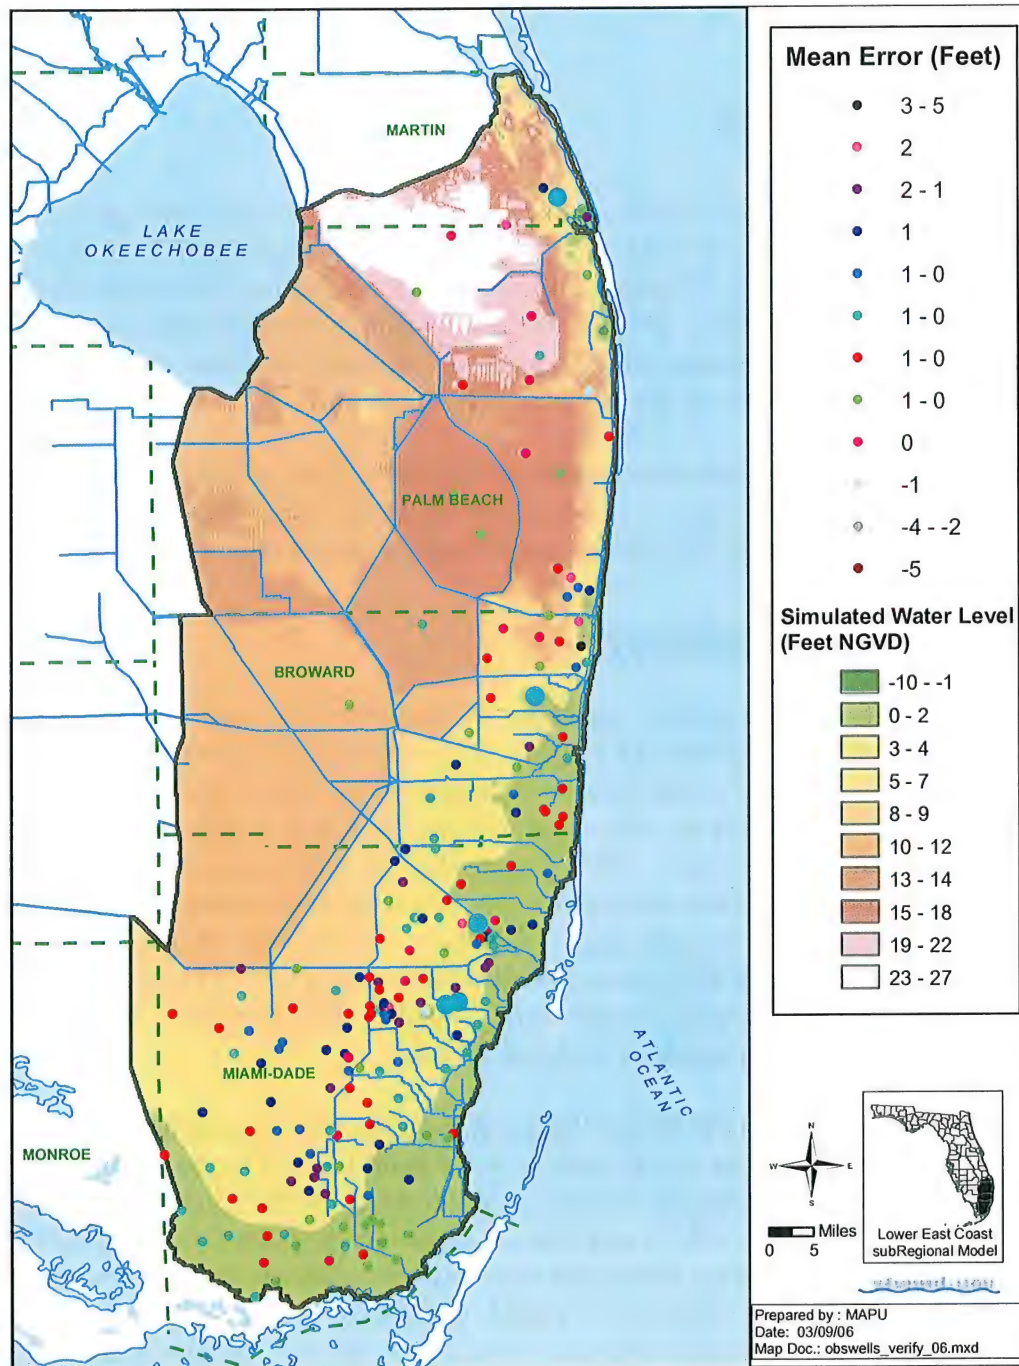 MARTIN
LAKE
OKEECHOBEE
PALM BEACH
BROWARD
MIAMI-DADE
MONROE
ATLANTIC
OCEAN
Mean Error (Feet)
3 - 5
2
2 - 1
1
1 - 0
1 - 0
1 - 0
1 - 0
0
-1
-4 - -2
-5
Simulated Water Level
(Feet NGVD)
-10 - -1
0 - 2
3 - 4
5 - 7
8 - 9
10 - 12
13 - 14
15 - 18
19 - 22
23 - 27
N
W
E
S
Miles
0 5
Lower East Coast
subRegional Model
Prepared by : MAPU
Date: 03/09/06
Map Doc.: obswells_verify_06.mxd